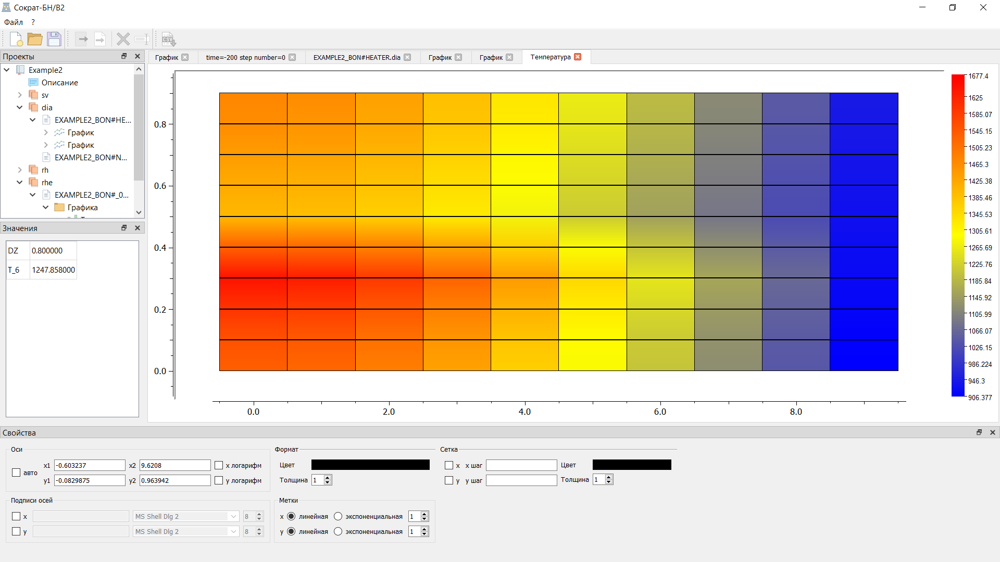 Сократ-БН/В2
Файл ?
Проекты
Example2
Описание
sv
dia
EXAMPLE2_BON#HE...
График
График
EXAMPLE2_BON#N...
rh
rhe
EXAMPLE2_BON#_0...
Графика
Значения
DZ 0.800000
T_6 1247.858000
График
time=-200 step number=0
EXAMPLE2_BON#HEATER.dia
График
График
Температура
0.8
0.6
0.4
0.2
0.0
0.0 2.0 4.0 6.0 8.0
1677.4
1625
1585.07
1545.15
1505.23
1465.3
1425.38
1385.46
1345.53
1305.61
1265.69
1225.76
1185.84
1145.92
1105.99
1066.07
1026.15
986.224
946.3
906.377
Свойства
Оси
авто
x1 -0.603237 x2 9.6208 x логарифм
y1 -0.0829875 y2 0.963942 y логарифм
Подписи осей
x MS Shell Dlg 2 8
y MS Shell Dlg 2 8
Формат
Цвет
Толщина 1
Метки
x линейная экспоненциальная 1
y линейная экспоненциальная 1
Сетка
x x шаг Цвет
y y шаг Толщина 1
CSV